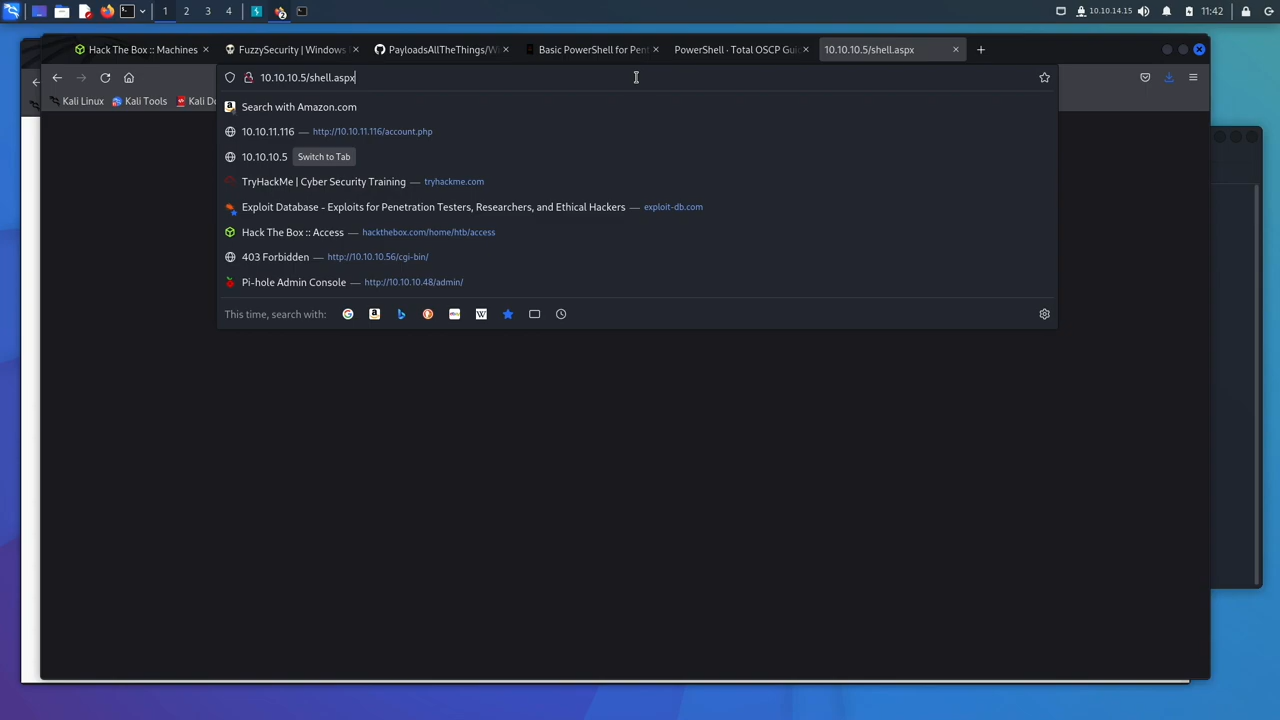 1 2 3 4 2 10.10.14.15 11:42
Hack The Box :: Machines FuzzySecurity | Windows PayloadsAllTheThings/Wi Basic PowerShell for Pent PowerShell · Total OSCP Gui 10.10.10.5/shell.aspx
10.10.10.5/shell.aspx
Kali Linux Kali Tools Kali Do
Search with Amazon.com
10.10.11.116 — http://10.10.11.116/account.php
10.10.10.5 Switch to Tab
TryHackMe | Cyber Security Training — tryhackme.com
Exploit Database - Exploits for Penetration Testers, Researchers, and Ethical Hackers — exploit-db.com
Hack The Box :: Access — hackthebox.com/home/htb/access
403 Forbidden — http://10.10.10.56/cgi-bin/
Pi-hole Admin Console — http://10.10.10.48/admin/
This time, search with: